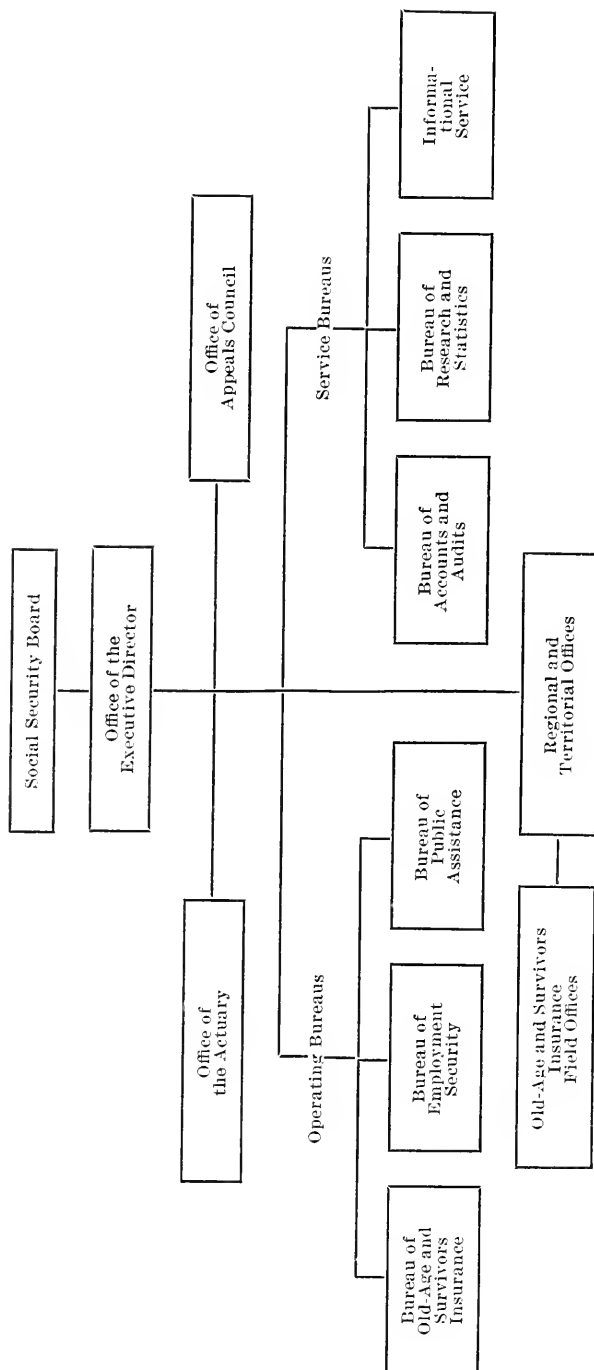 Social Security Board
Office of the
Executive Director
Office of
the Actuary
Office of
Appeals Council
Operating Bureaus
Service Bureaus
Bureau of
Old-Age and
Survivors
Insurance
Bureau of
Employment
Security
Bureau of
Public
Assistance
Bureau of
Accounts and
Audits
Bureau of
Research and
Statistics
Informa-
tional
Service
Old-Age and Survivors
Insurance
Field Offices
Regional and
Territorial Offices